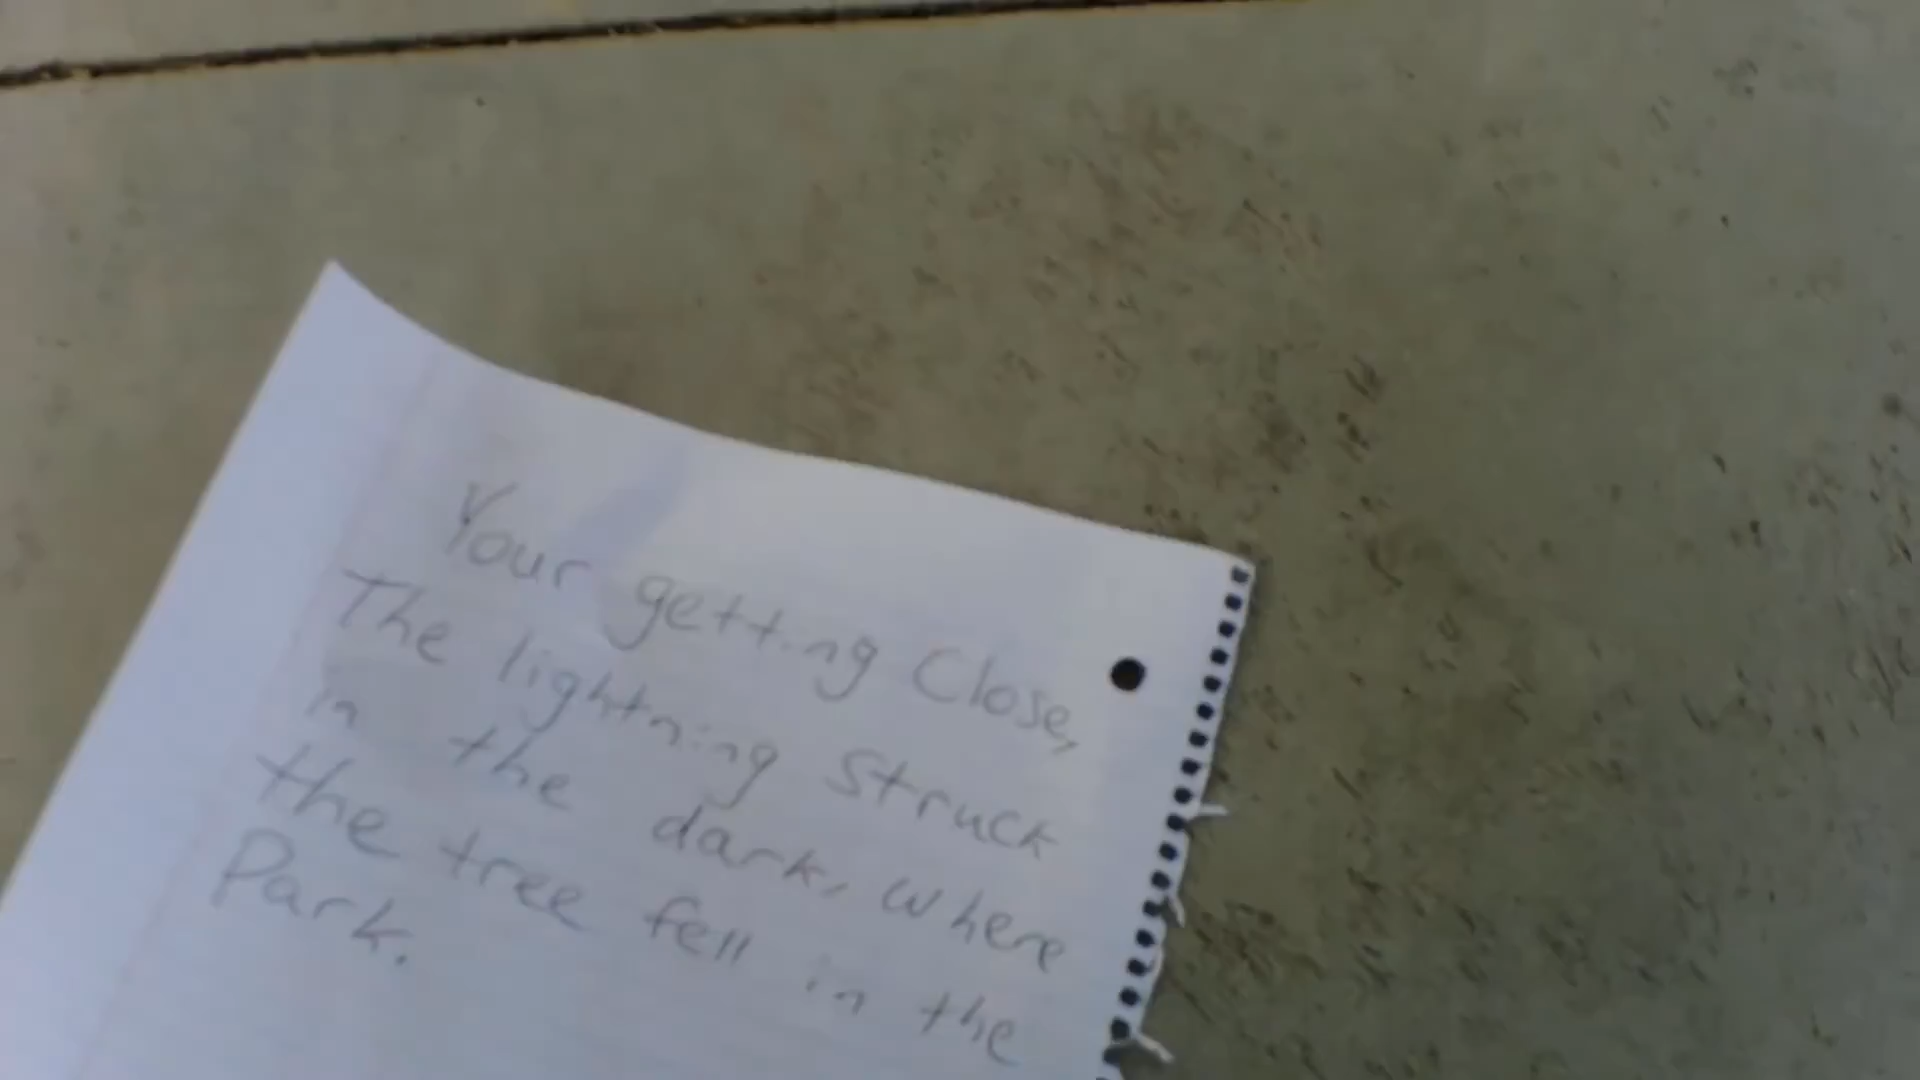 Your getting Close,
The lightning Struck
in the dark, where
the tree fell in the
Park.